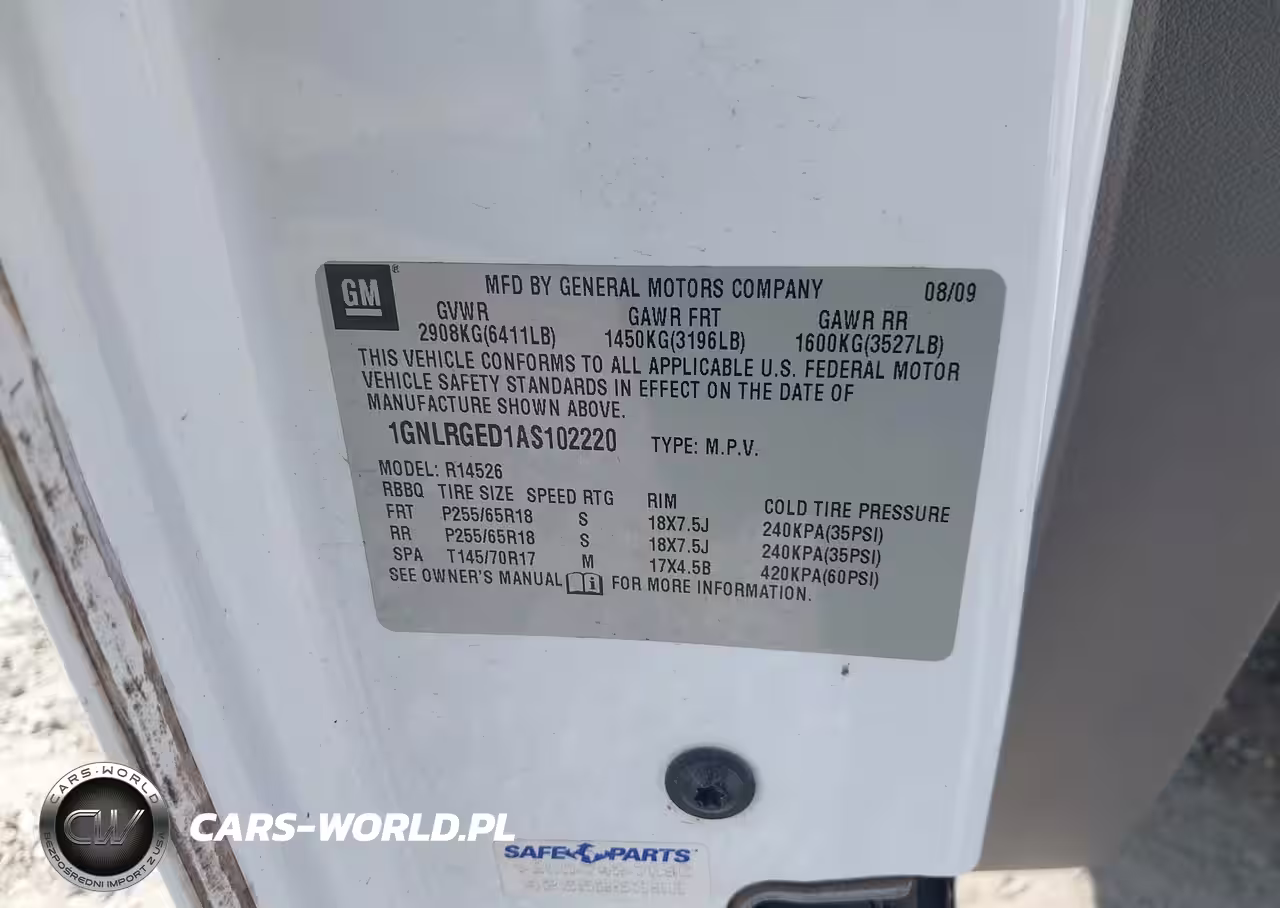 GM
®
MFD BY GENERAL MOTORS COMPANY 08/09
GVWR GAWR FRT GAWR RR
2908KG(6411LB) 1450KG(3196LB) 1600KG(3527LB)
THIS VEHICLE CONFORMS TO ALL APPLICABLE U.S. FEDERAL MOTOR
VEHICLE SAFETY STANDARDS IN EFFECT ON THE DATE OF
MANUFACTURE SHOWN ABOVE.
1GNLRGED1AS102220 TYPE: M.P.V.
MODEL: R14526
RBBQ TIRE SIZE SPEED RTG RIM COLD TIRE PRESSURE
FRT P255/65R18 S 18X7.5J 240KPA(35PSI)
RR P255/65R18 S 18X7.5J 240KPA(35PSI)
SPA T145/70R17 M 17X4.5B 420KPA(60PSI)
SEE OWNER'S MANUAL i FOR MORE INFORMATION.
CARS-WORLD
CW
BEZPOŚREDNI IMPORT Z USA
CARS-WORLD.PL
SAFE PARTS